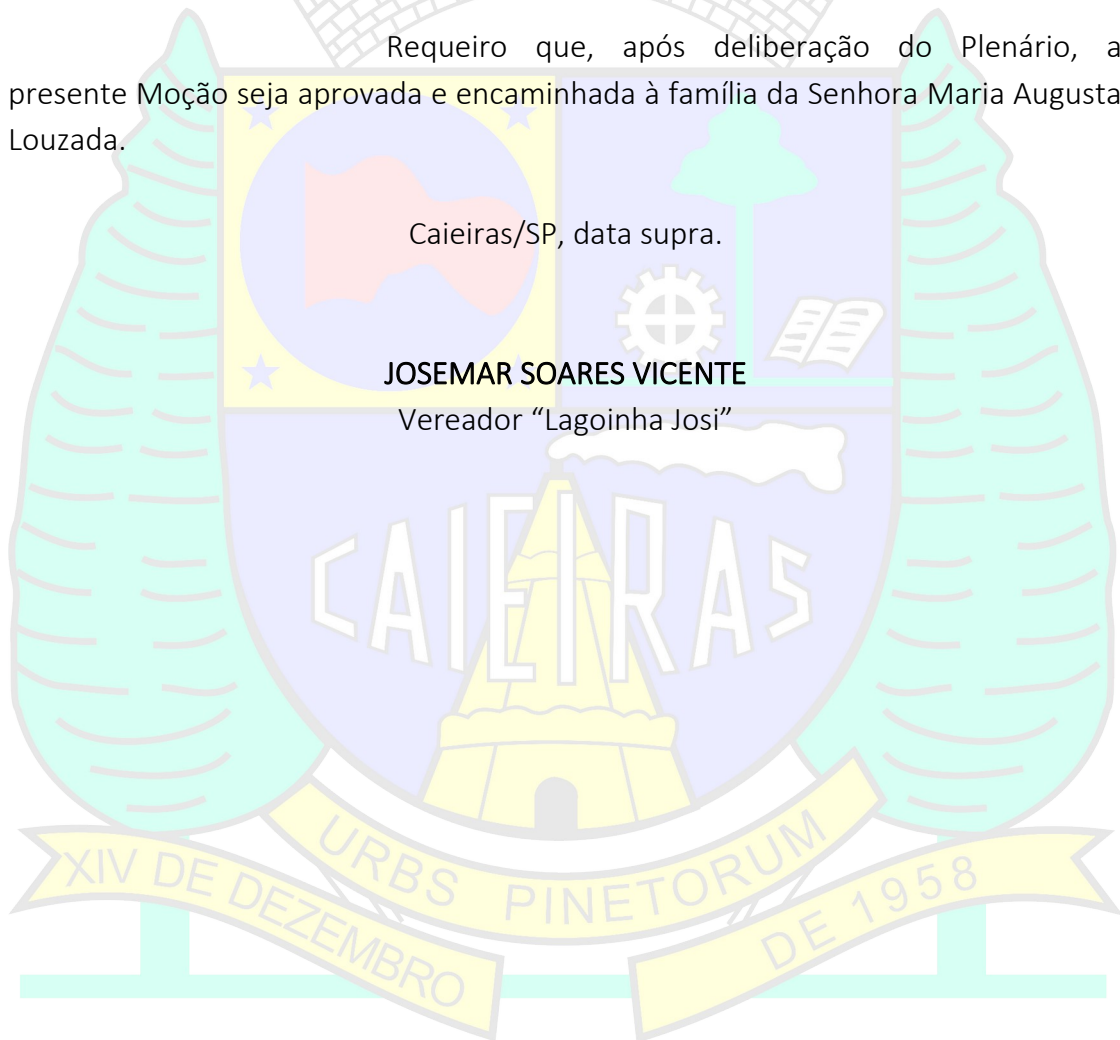 Requeiro que, após deliberação do Plenário, a
presente Moção seja aprovada e encaminhada à família da Senhora Maria Augusta
Louzada.
Caieiras/SP, data supra.
JOSEMAR SOARES VICENTE
Vereador “Lagoinha Josi”
CAIEIRAS
URBS PINETORUM
XIV DE DEZEMBRO
DE 1958